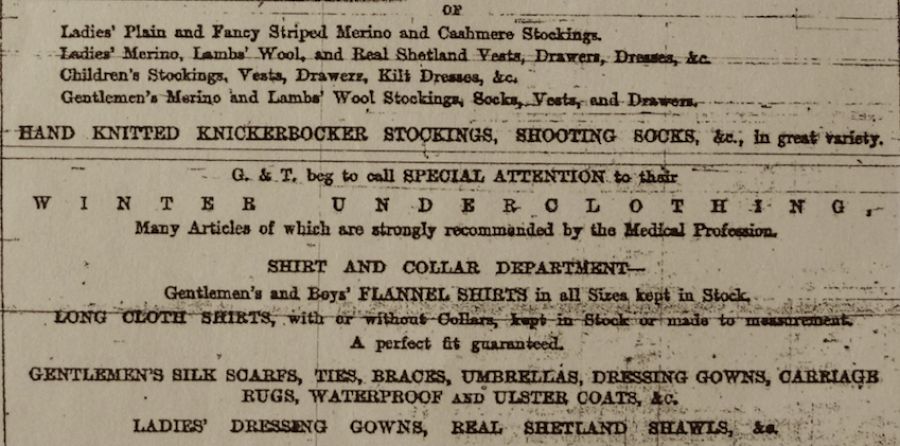 OF
Ladies' Plain and Fancy Striped Merino and Cashmere Stockings.
Ladies' Merino, Lambs' Wool, and Real Shetland Vests, Drawers, Dresses, &c.
Children's Stockings, Vests, Drawers, Kilt Dresses, &c.
Gentlemen's Merino and Lambs' Wool Stockings, Socks, Vests, and Drawers.
HAND KNITTED KNICKERBOCKER STOCKINGS, SHOOTING SOCKS, &c., in great variety.
G. & T. beg to call SPECIAL ATTENTION to their
WINTER UNDERCLOTHING,
Many Articles of which are strongly recommended by the Medical Profession.
SHIRT AND COLLAR DEPARTMENT—
Gentlemen's and Boys' FLANNEL SHIRTS in all Sizes kept in Stock.
LONG CLOTH SHIRTS, with or without Collars, kept in Stock or made to measurement.
A perfect fit guaranteed.
GENTLEMEN'S SILK SCARFS, TIES, BRACES, UMBRELLAS, DRESSING GOWNS, CARRIAGE
RUGS, WATERPROOF AND ULSTER COATS, &c.
LADIES' DRESSING GOWNS, REAL SHETLAND SHAWLS, &c.